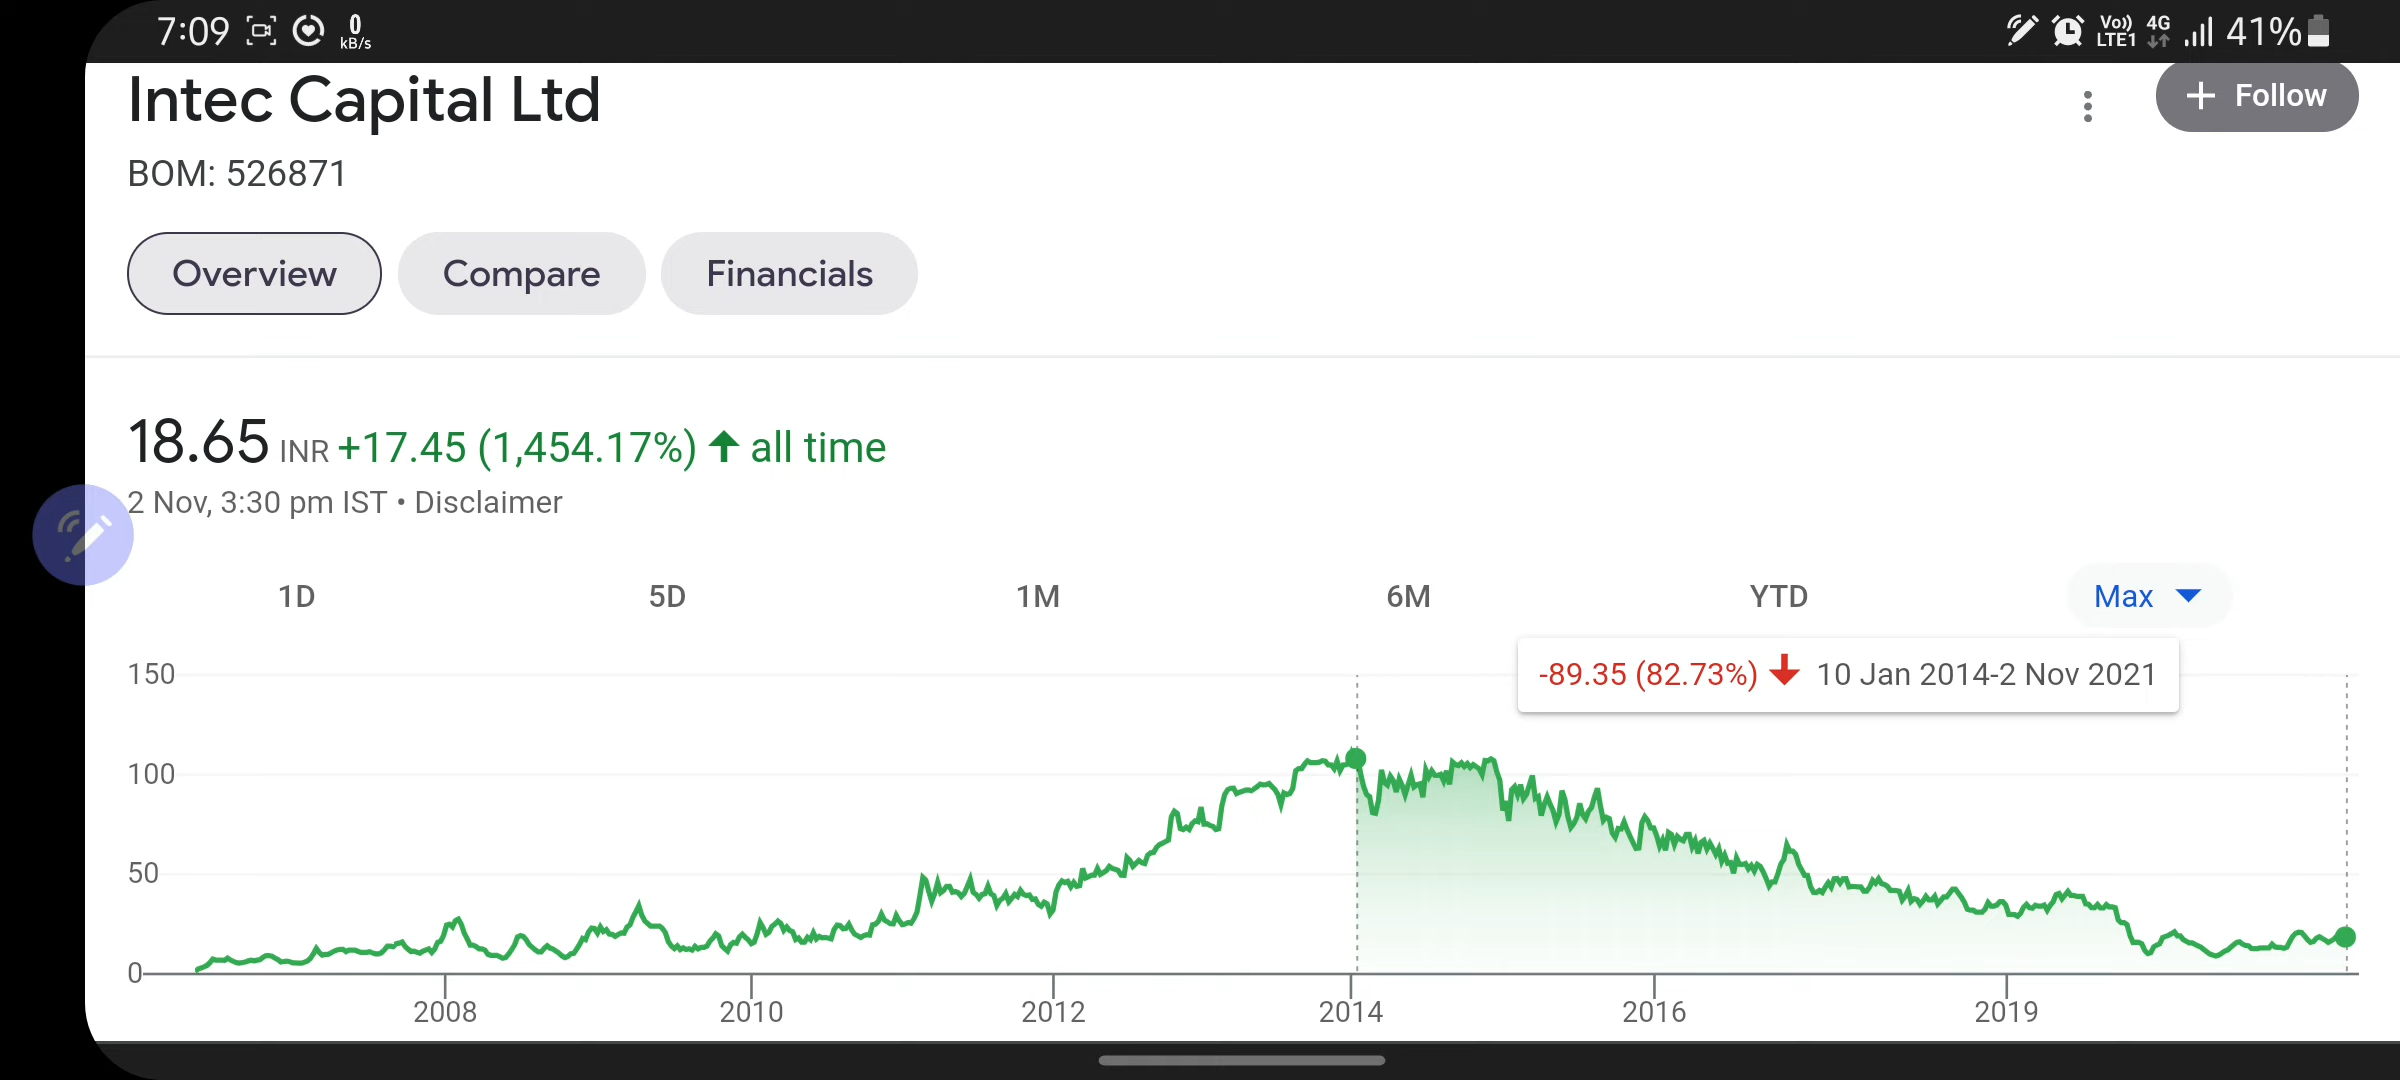 7:09 0 kB/s Vo)) LTE1 4G 41%
Intec Capital Ltd
+ Follow
BOM: 526871
Overview Compare Financials
18.65 INR +17.45 (1,454.17%) ↑ all time
2 Nov, 3:30 pm IST • Disclaimer
1D 5D 1M 6M YTD Max
-89.35 (82.73%) ↓ 10 Jan 2014-2 Nov 2021
150
100
50
0
2008 2010 2012 2014 2016 2019